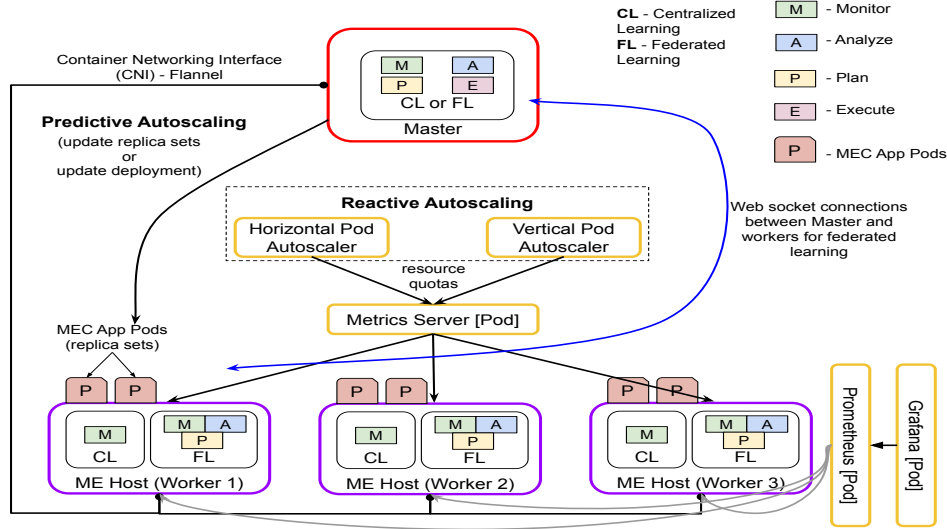 CL - Centralized
Learning
FL - Federated
Learning
M - Monitor
A - Analyze
P - Plan
E - Execute
P - MEC App Pods
Container Networking Interface
(CNI) - Flannel
M
A
P
E
CL or FL
Master
Predictive Autoscaling
(update replica sets
or
update deployment)
Reactive Autoscaling
Horizontal Pod
Autoscaler
Vertical Pod
Autoscaler
resource
quotas
Web socket connections
between Master and
workers for federated
learning
Metrics Server [Pod]
MEC App Pods
(replica sets)
P
P
P
P
P
P
M
CL
M
A
P
FL
ME Host (Worker 1)
M
CL
M
A
P
FL
ME Host (Worker 2)
M
CL
M
A
P
FL
ME Host (Worker 3)
Prometheus [Pod]
Grafana [Pod]